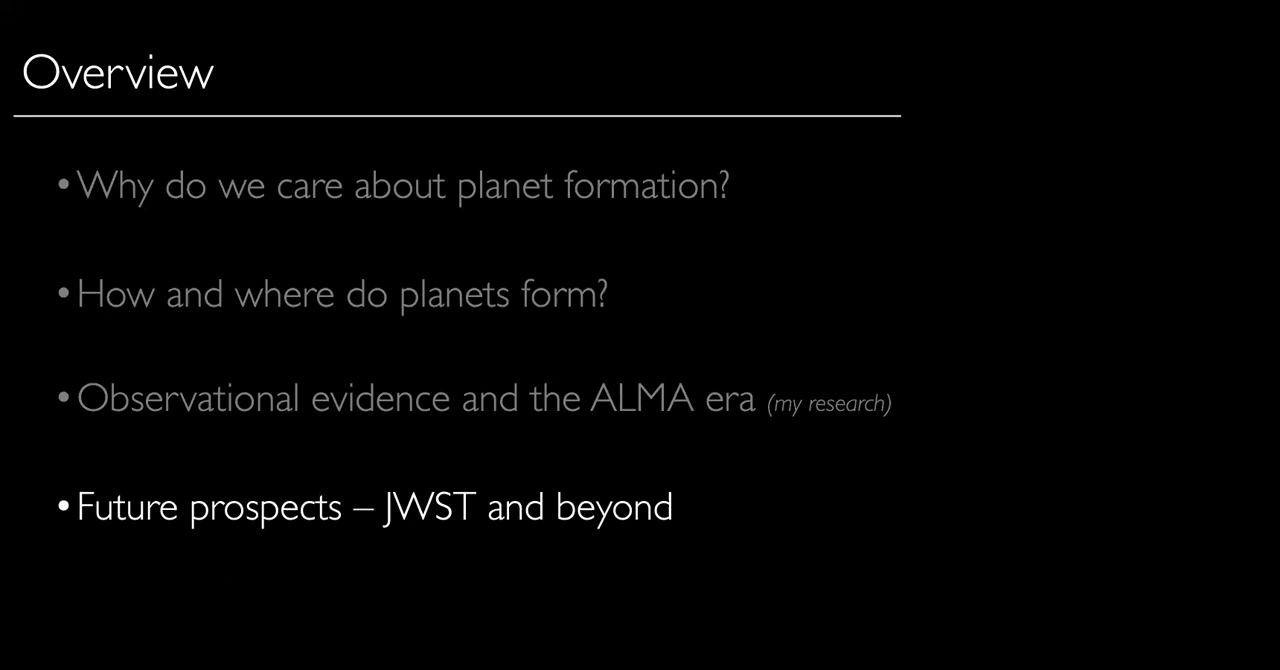 Overview
• Why do we care about planet formation?
• How and where do planets form?
• Observational evidence and the ALMA era (my research)
• Future prospects – JWST and beyond